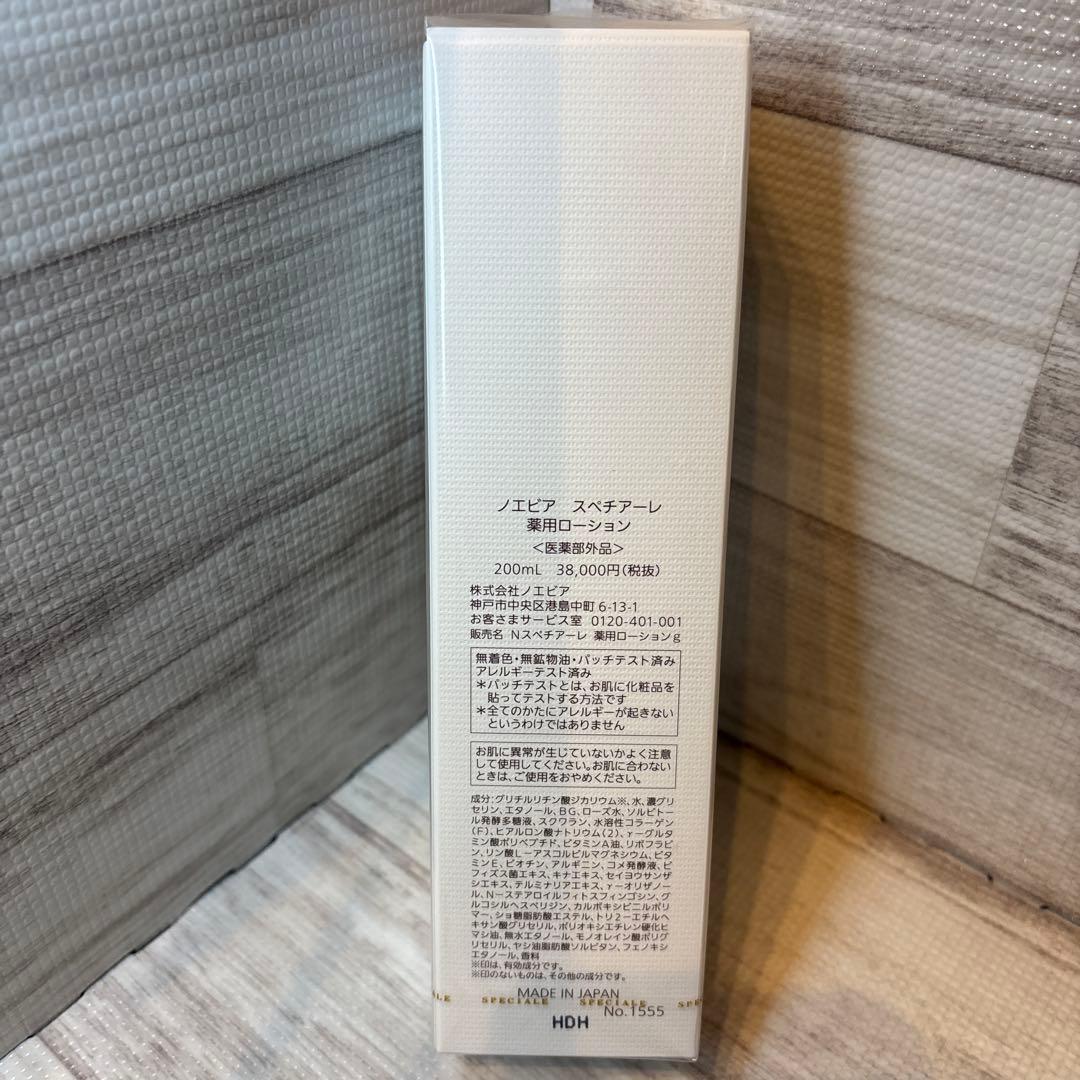 ノエビア スペチアーレ
薬用ローション
<医薬部外品>
200mL 38,000円(税抜)
株式会社ノエビア
神戸市中央区港島中町6-13-1
お客さまサービス室 0120-401-001
販売名 Nスペチアーレ 薬用ローションg
無着色・無鉱物油・パッチテスト済み
アレルギーテスト済み
*パッチテストとは、お肌に化粧品を
貼ってテストする方法です
*全てのかたにアレルギーが起きない
というわけではありません
お肌に異常が生じていないかよく注意
して使用してください。お肌に合わない
ときは、ご使用をおやめください。
成分:グリチルリチン酸ジカリウム※、水、濃グリ
セリン、エタノール、BG、ローズ水、ソルビトー
ル発酵多糖液、スクワラン、水溶性コラーゲン
(F)、ヒアルロン酸ナトリウム(2)、γーグルタ
ミン酸ポリペプチド、ビタミンA油、リボフラビ
ン、リン酸Lーアスコルビルマグネシウム、ビタ
ミンE、ビオチン、アルギニン、コメ発酵液、ビ
フィズス菌エキス、キナエキス、セイヨウサンザ
シエキス、テルミナリアエキス、γーオリザノー
ル、Nーステアロイルフィトスフィンゴシン、グ
ルコシルヘスペリジン、カルボキシビニルポリ
マー、ショ糖脂肪酸エステル、トリ2ーエチルヘ
キサン酸グリセリル、ポリオキシエチレン硬化ヒ
マシ油、無水エタノール、モノオレイン酸ポリグ
リセリル、ヤシ油脂肪酸ソルビタン、フェノキシ
エタノール、香料
※印は、有効成分です。
※印のないものは、その他の成分です。
MADE IN JAPAN
ALE SPECIALE SPECIALE SPE
No.1555
HDH